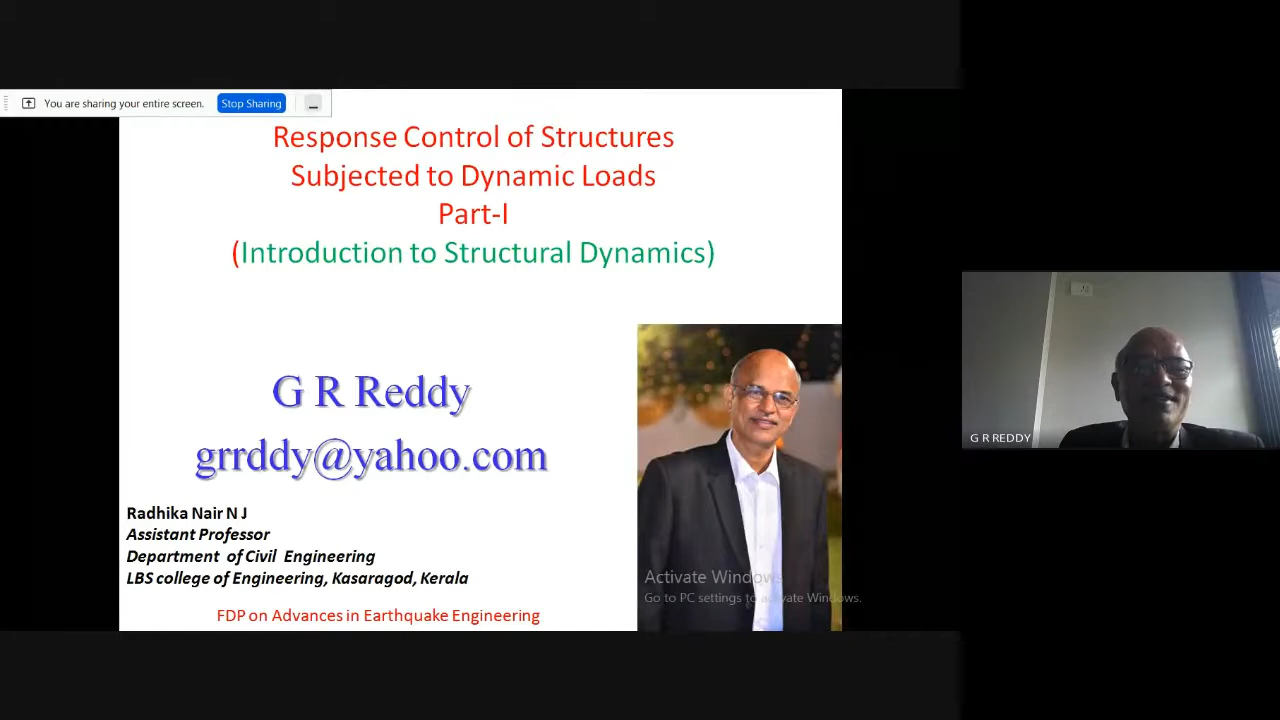 You are sharing your entire screen.
Stop Sharing
Response Control of Structures
Subjected to Dynamic Loads
Part-I
(Introduction to Structural Dynamics)
G R Reddy
grrddy@yahoo.com
Radhika Nair N J
Assistant Professor
Department of Civil Engineering
LBS college of Engineering, Kasaragod, Kerala
FDP on Advances in Earthquake Engineering
Activate Windows
Go to PC settings to activate Windows.
G R REDDY